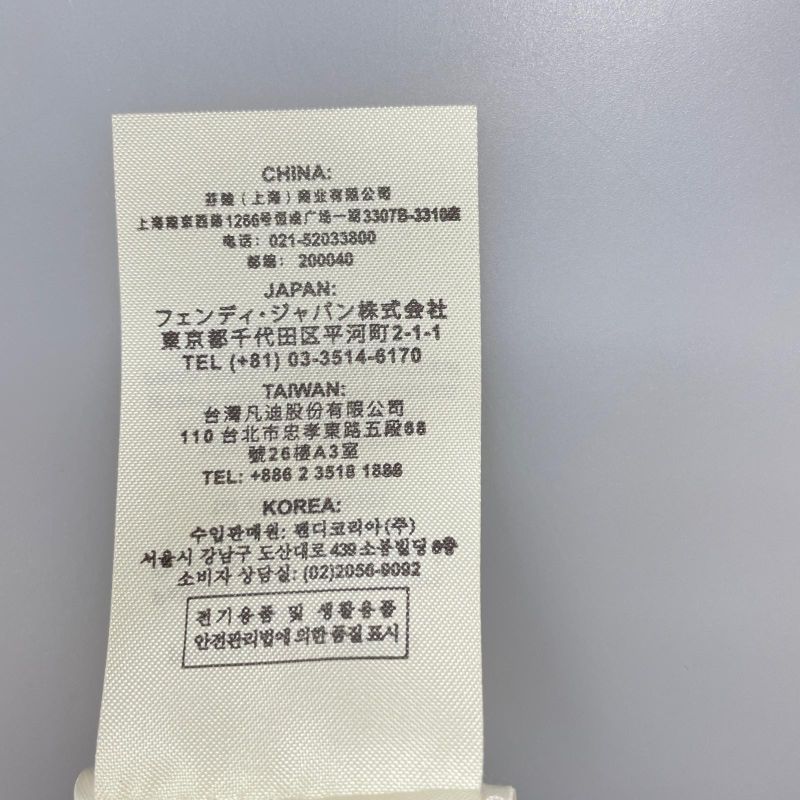 CHINA:
芬迪（上海）商业有限公司
上海南京西路1266号恒隆广场一期3307B-3310室
电话： 021-52033800
邮编： 200040
JAPAN:
フェンディ・ジャパン株式会社
東京都千代田区平河町2-1-1
TEL (+81) 03-3514-6170
TAIWAN:
台灣凡迪股份有限公司
110 台北市忠孝東路五段68
號26樓A3室
TEL: +886 2 3518 1886
KOREA:
수입판매원: 펜디코리아(주)
서울시 강남구 도산대로 439 소봉빌딩 6층
소비자 상담실: (02)2056-9092
전기용품 및 생활용품
안전관리법에 의한 품질 표시